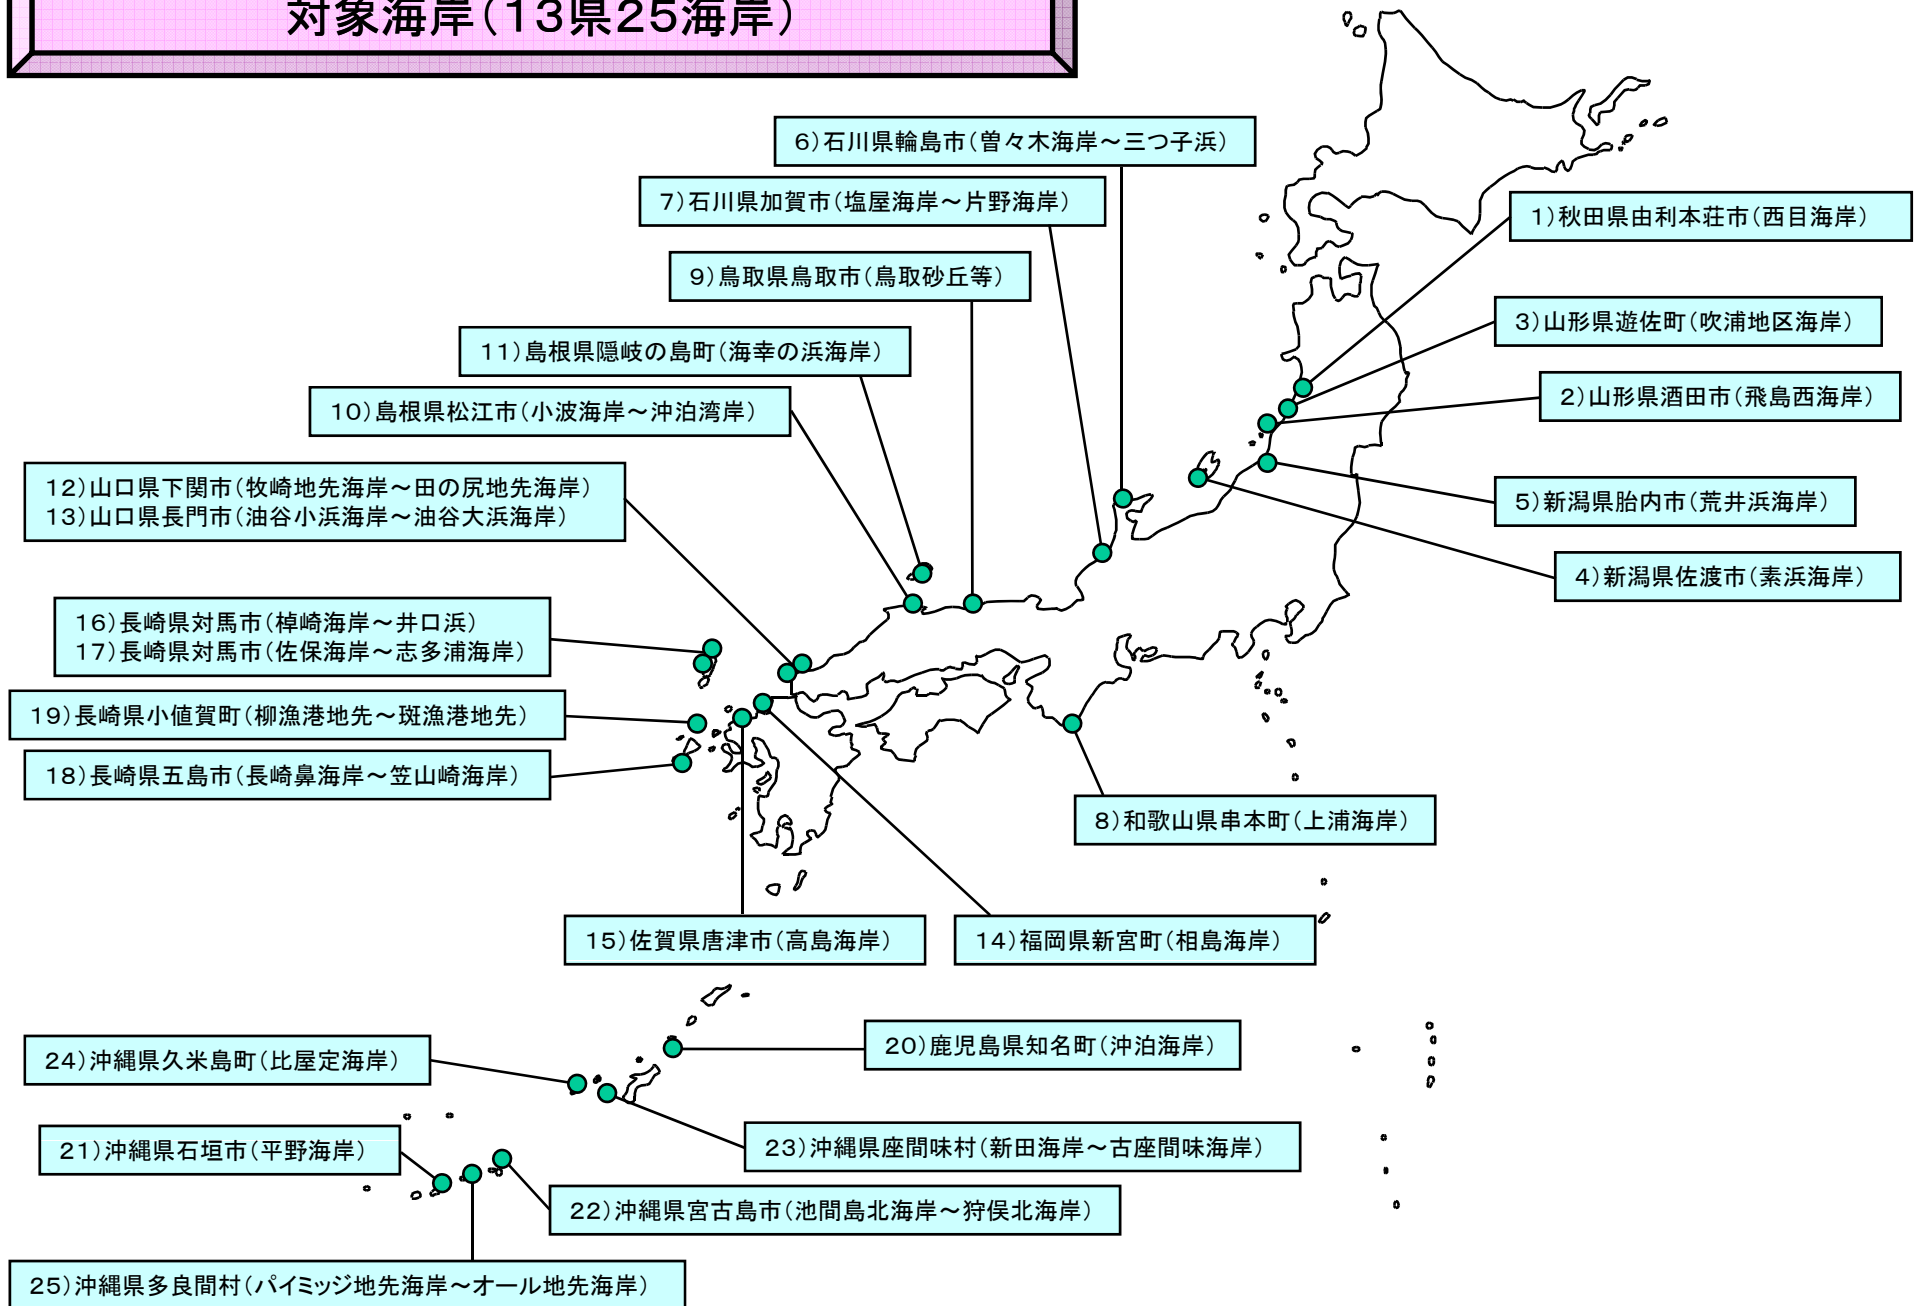 対象海岸（13県25海岸）
6）石川県輪島市（曽々木海岸～三つ子浜）
7）石川県加賀市（塩屋海岸～片野海岸）
1）秋田県由利本荘市（西目海岸）
9）鳥取県鳥取市（鳥取砂丘等）
3）山形県遊佐町（吹浦地区海岸）
11）島根県隠岐の島町（海幸の浜海岸）
2）山形県酒田市（飛島西海岸）
10）島根県松江市（小波海岸～沖泊湾岸）
12）山口県下関市（牧崎地先海岸～田の尻地先海岸）
13）山口県長門市（油谷小浜海岸～油谷大浜海岸）
5）新潟県胎内市（荒井浜海岸）
4）新潟県佐渡市（素浜海岸）
16）長崎県対馬市（棹崎海岸～井口浜）
17）長崎県対馬市（佐保海岸～志多浦海岸）
19）長崎県小値賀町（柳漁港地先～斑漁港地先）
18）長崎県五島市（長崎鼻海岸～笠山崎海岸）
8）和歌山県串本町（上浦海岸）
15）佐賀県唐津市（高島海岸）
14）福岡県新宮町（相島海岸）
24）沖縄県久米島町（比屋定海岸）
20）鹿児島県知名町（沖泊海岸）
21）沖縄県石垣市（平野海岸）
23）沖縄県座間味村（新田海岸～古座間味海岸）
22）沖縄県宮古島市（池間島北海岸～狩俣北海岸）
25）沖縄県多良間村（パイミッジ地先海岸～オール地先海岸）